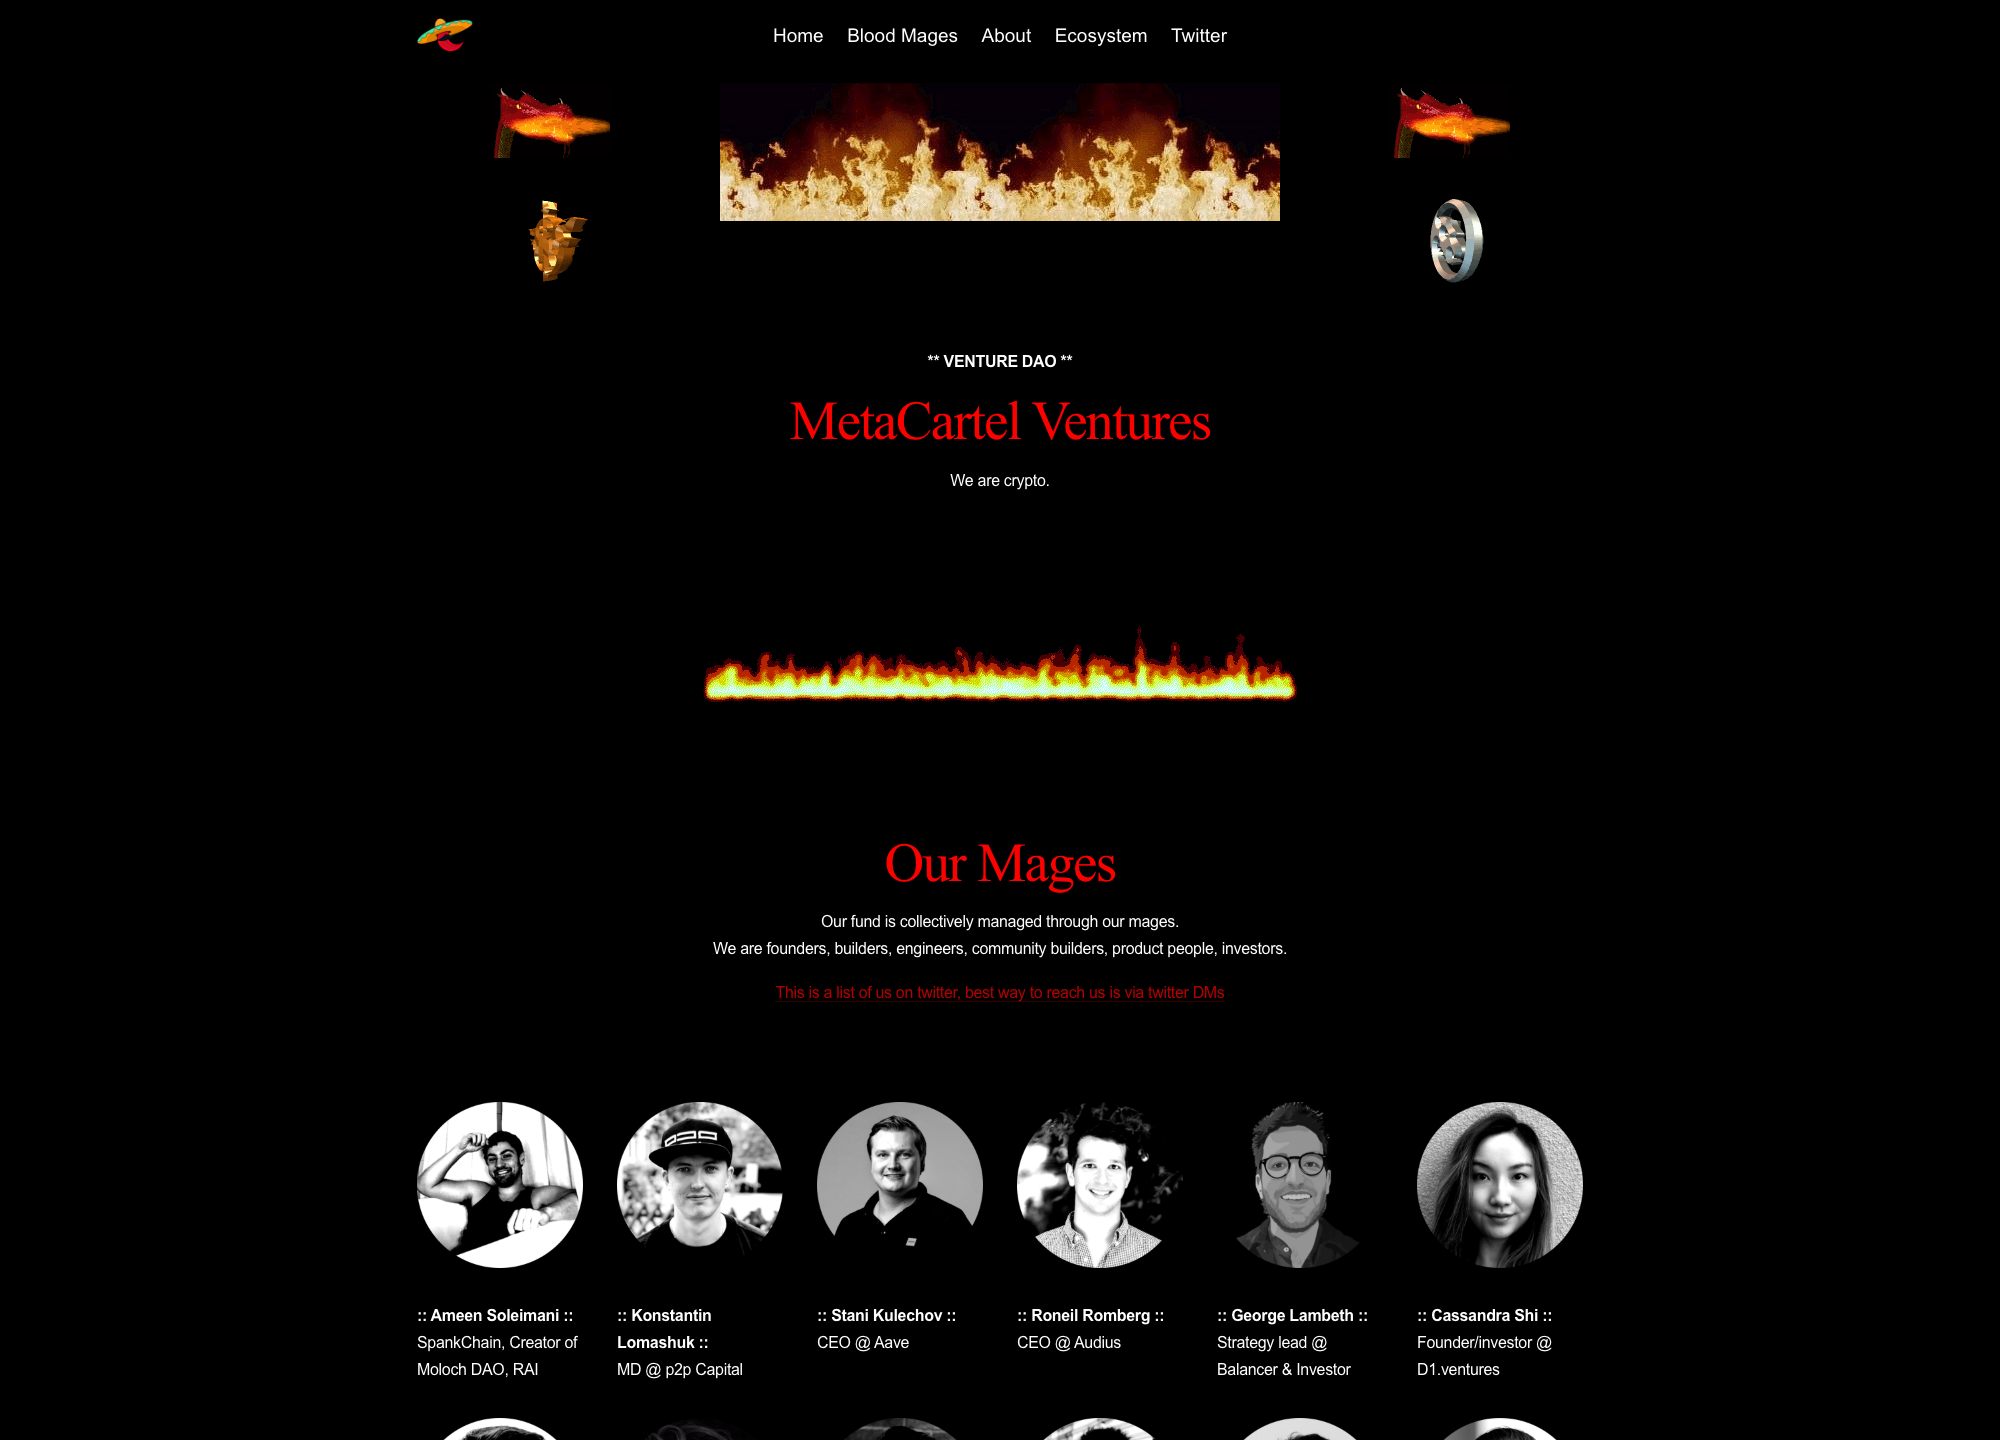 Home Blood Mages About Ecosystem Twitter
** VENTURE DAO **
MetaCartel Ventures
We are crypto.
Our Mages
Our fund is collectively managed through our mages.
We are founders, builders, engineers, community builders, product people, investors.
This is a list of us on twitter, best way to reach us is via twitter DMs
:: Ameen Soleimani ::
SpankChain, Creator of
Moloch DAO, RAI
:: Konstantin
Lomashuk ::
MD @ p2p Capital
:: Stani Kulechov ::
CEO @ Aave
:: Roneil Romberg ::
CEO @ Audius
:: George Lambeth ::
Strategy lead @
Balancer & Investor
:: Cassandra Shi ::
Founder/investor @
D1.ventures